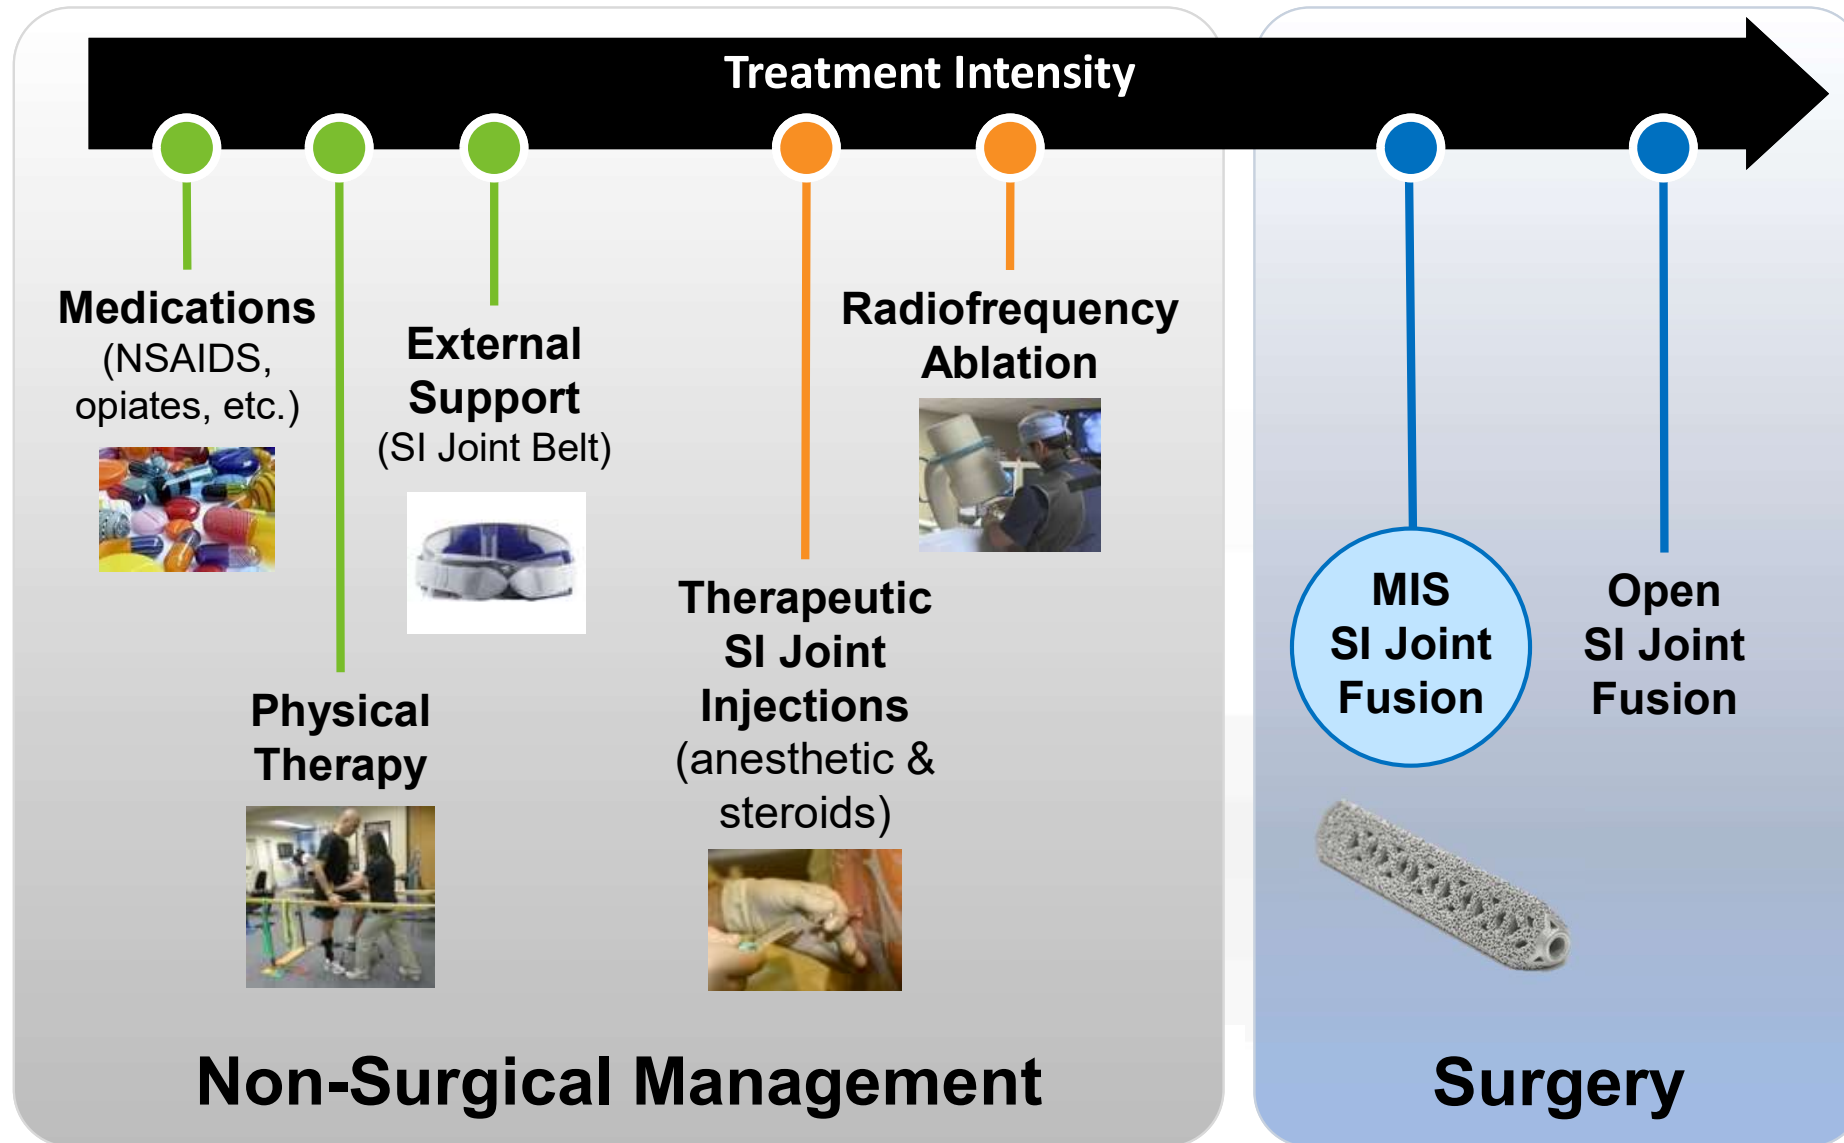 Treatment Intensity
Medications
(NSAIDS,
opiates, etc.)
Physical
Therapy
External
Support
(SI Joint Belt)
Therapeutic
SI Joint
Injections
(anesthetic &
steroids)
Radiofrequency
Ablation
MIS
SI Joint
Fusion
Open
SI Joint
Fusion
Non-Surgical Management
Surgery